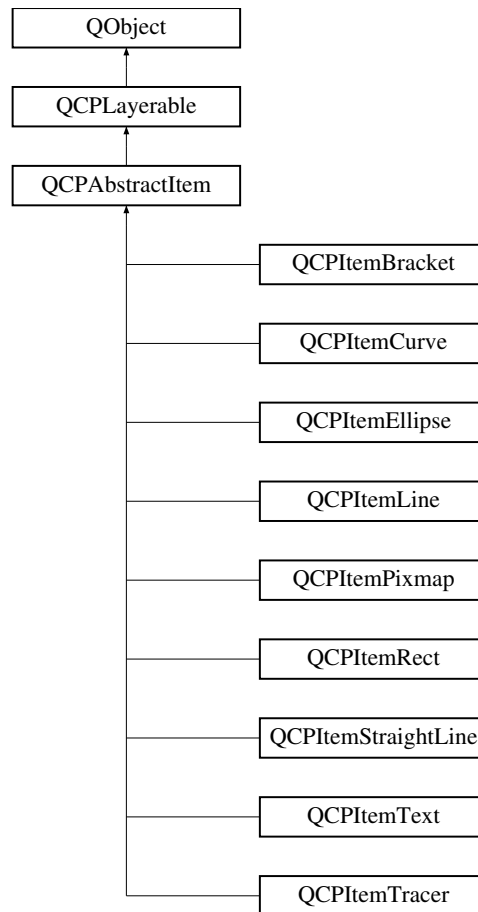 QObject
QCPLayerable
QCPAbstractItem
QCPItemBracket
QCPItemCurve
QCPItemEllipse
QCPItemLine
QCPItemPixmap
QCPItemRect
QCPItemStraightLine
QCPItemText
QCPItemTracer